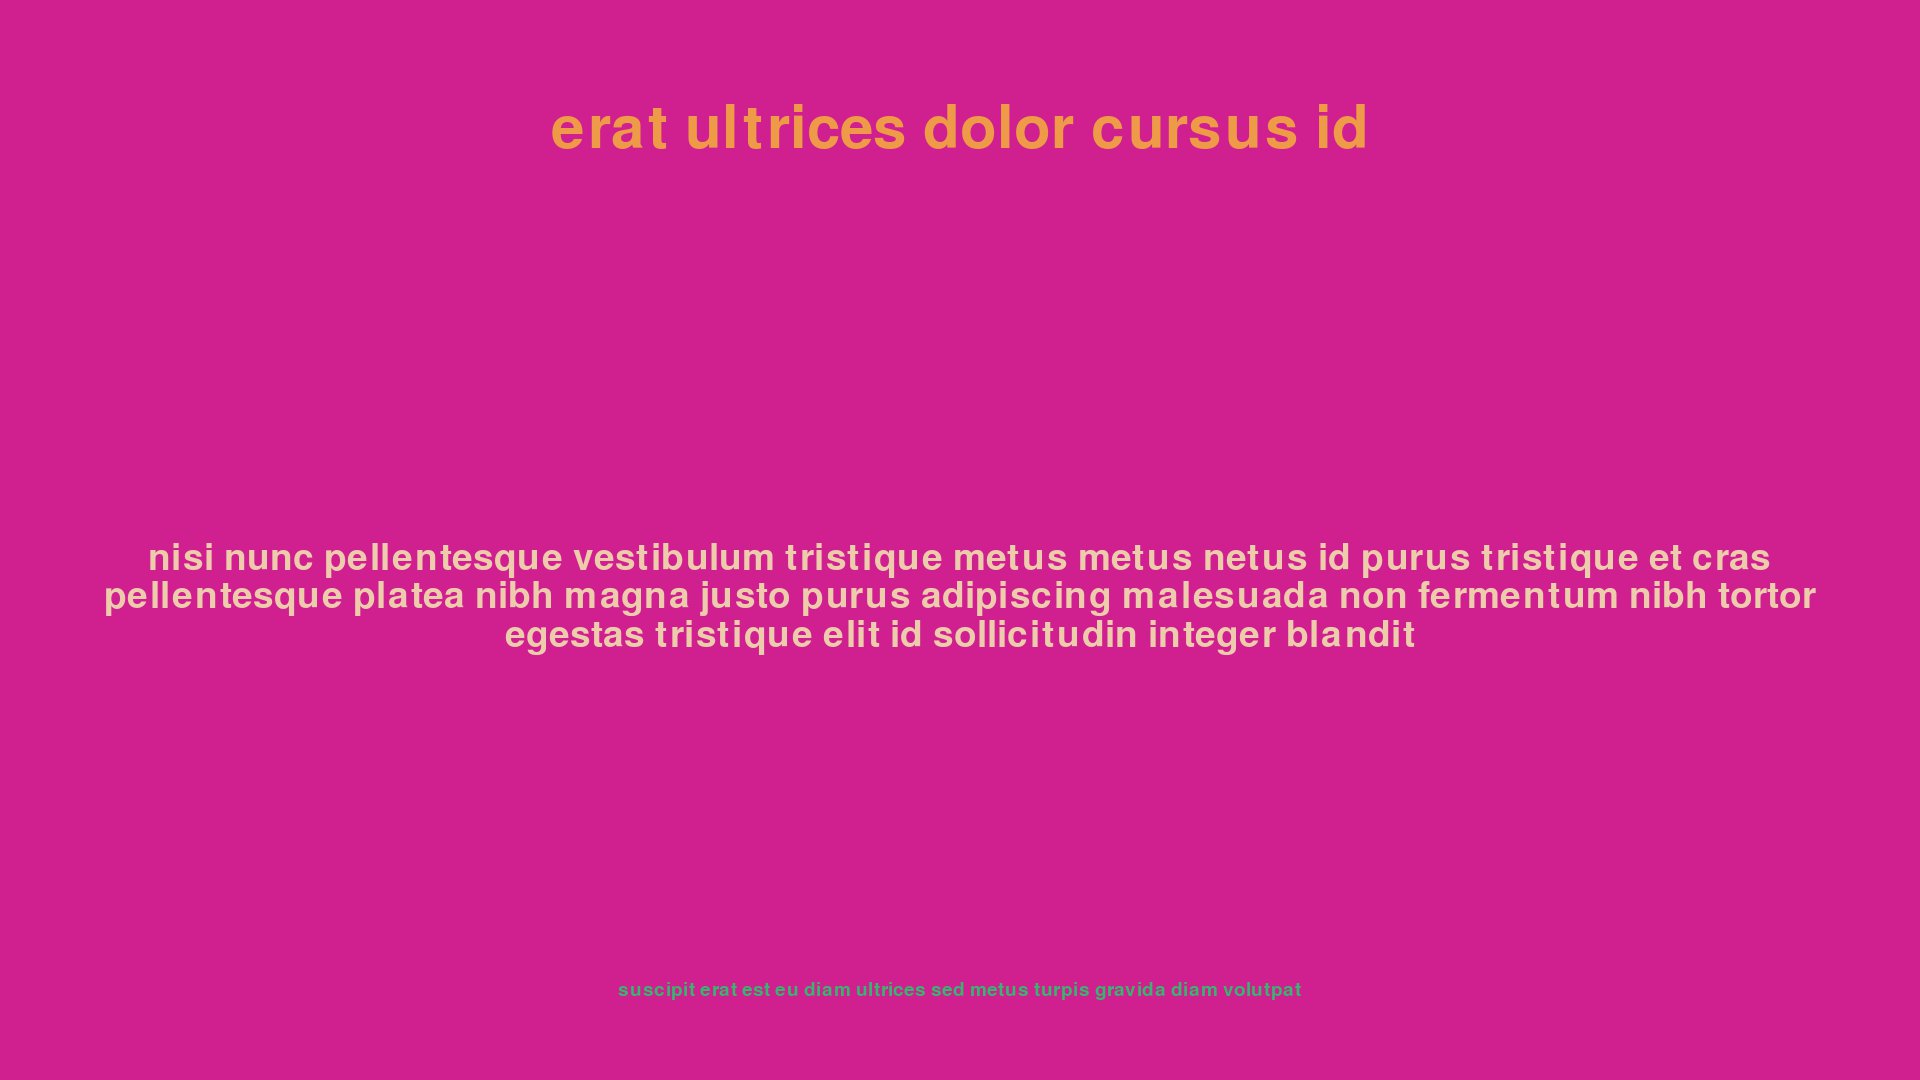 erat ultrices dolor cursus id
nisi nunc pellentesque vestibulum tristique metus metus netus id purus tristique et cras
pellentesque platea nibh magna justo purus adipiscing malesuada non fermentum nibh tortor
egestas tristique elit id sollicitudin integer blandit
suscipit erat est eu diam ultrices sed metus turpis gravida diam volutpat